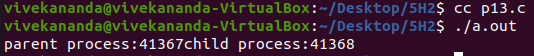 vivekananda@vivekananda-VirtualBox:~/Desktop/5H2$ cc p13.c
vivekananda@vivekananda-VirtualBox:~/Desktop/5H2$ ./a.out
parent process:41367child process:41368